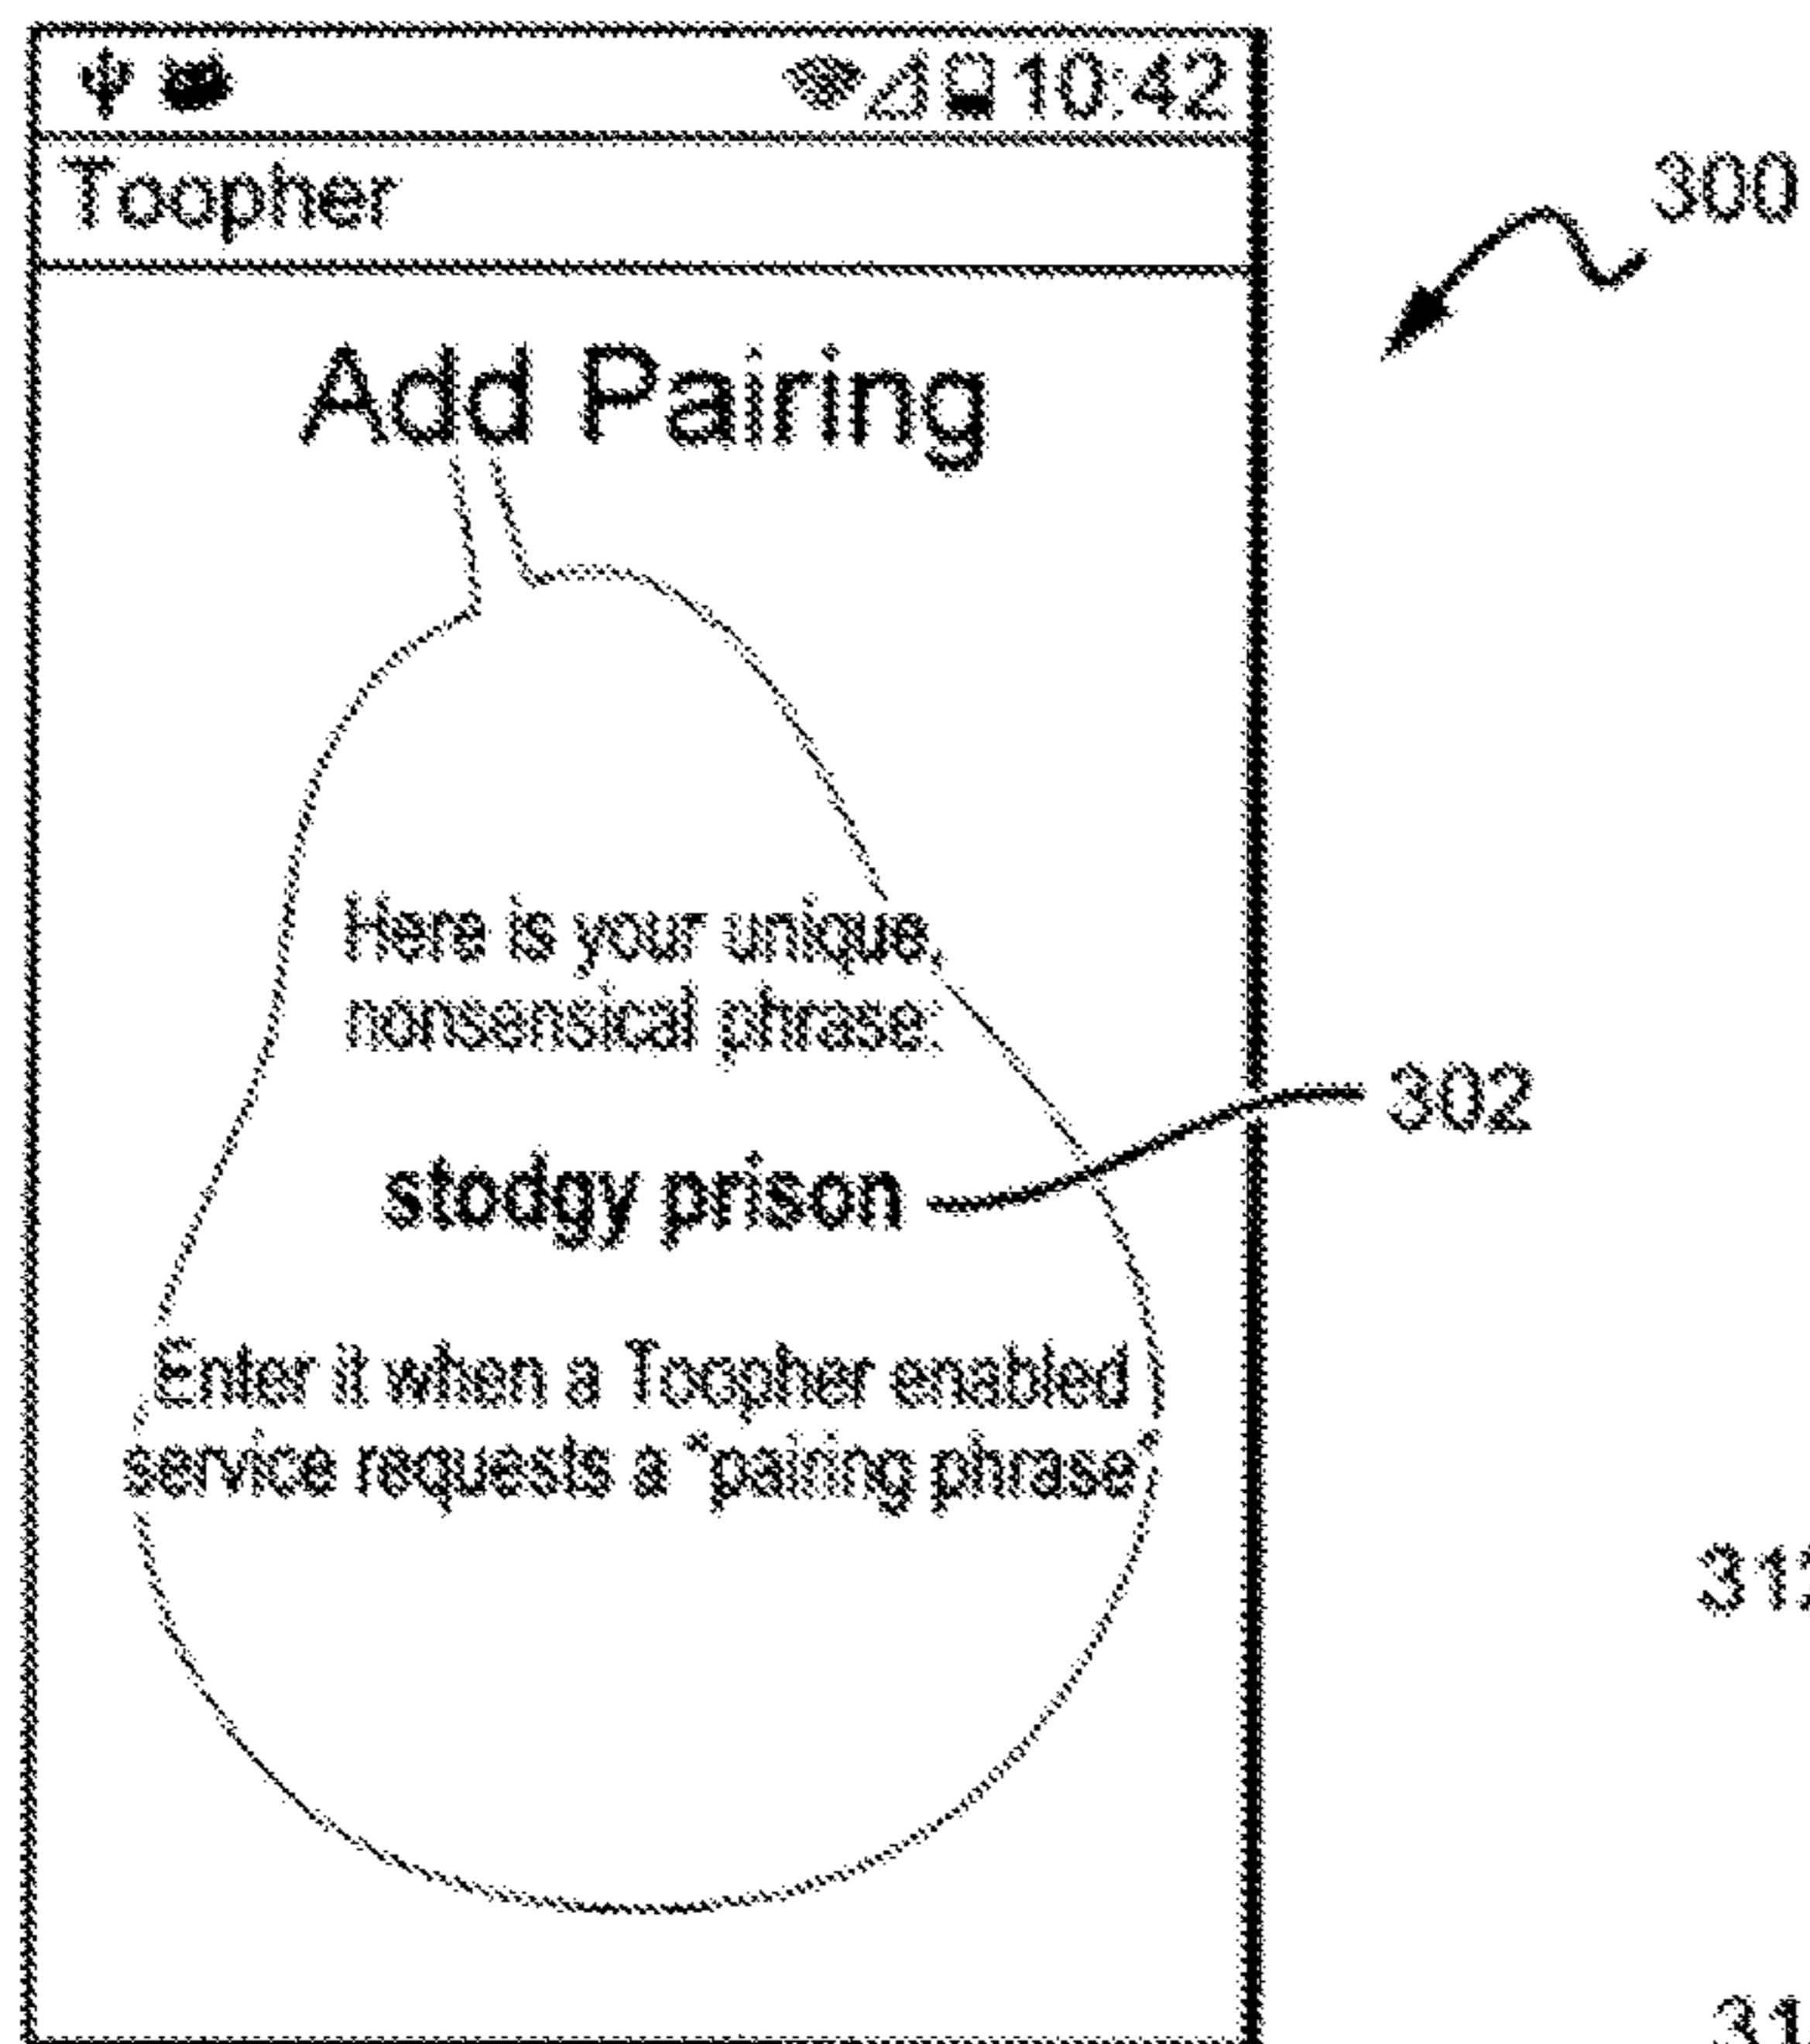 10:42
Toopher
300
Add Pairing
Here is your unique,
nonsensical phrase:
302
stodgy prison
Enter it when a Toopher enabled
service requests a "pairing phrase"